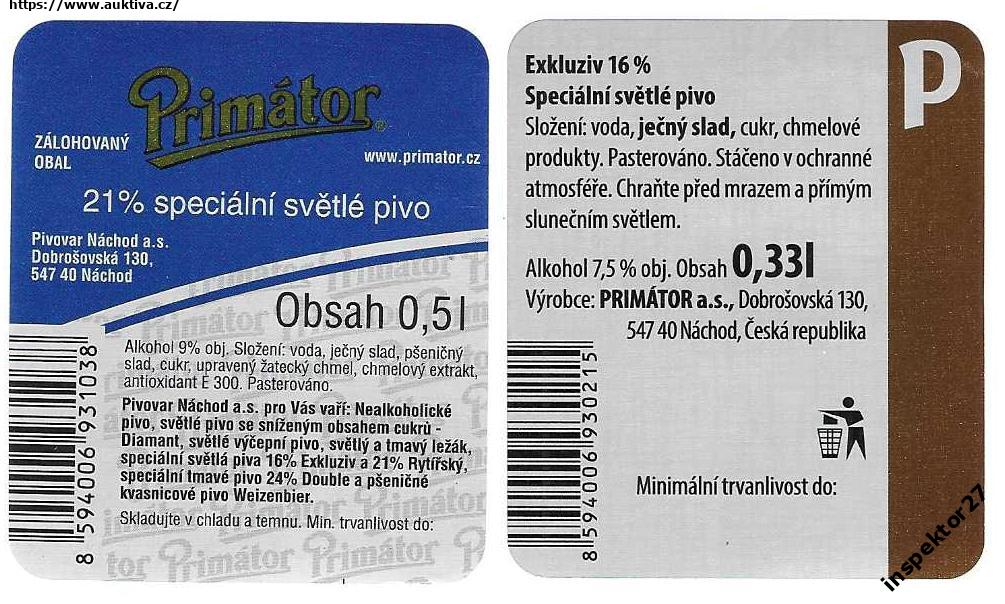 https://www.auktiva.cz/
Primátor®
ZÁLOHOVANÝ
OBAL
www.primator.cz
21% speciální světlé pivo
Pivovar Náchod a.s.
Dobrošovská 130,
547 40 Náchod
Obsah 0,5l
Alkohol 9% obj. Složení: voda, ječný slad, pšeničný
slad, cukr, upravený žatecký chmel, chmelový extrakt,
antioxidant E 300. Pasterováno.
Pivovar Náchod a.s. pro Vás vaří: Nealkoholické
pivo, světlé pivo se sníženým obsahem cukrů -
Diamant, světlé výčepní pivo, světlý a tmavý ležák,
speciální světlá piva 16% Exkluziv a 21% Rytířský,
speciální tmavé pivo 24% Double a pšeničné
kvasnicové pivo Weizenbier.
Skladujte v chladu a temnu. Min. trvanlivost do:
8 594006 931038
P
Exkluziv 16 %
Speciální světlé pivo
Složení: voda, ječný slad, cukr, chmelové
produkty. Pasterováno. Stáčeno v ochranné
atmosféře. Chraňte před mrazem a přímým
slunečním světlem.
Alkohol 7,5 % obj. Obsah 0,33l
Výrobce: PRIMÁTOR a.s., Dobrošovská 130,
547 40 Náchod, Česká republika
8 594006 930215
Minimální trvanlivost do:
inspektor27